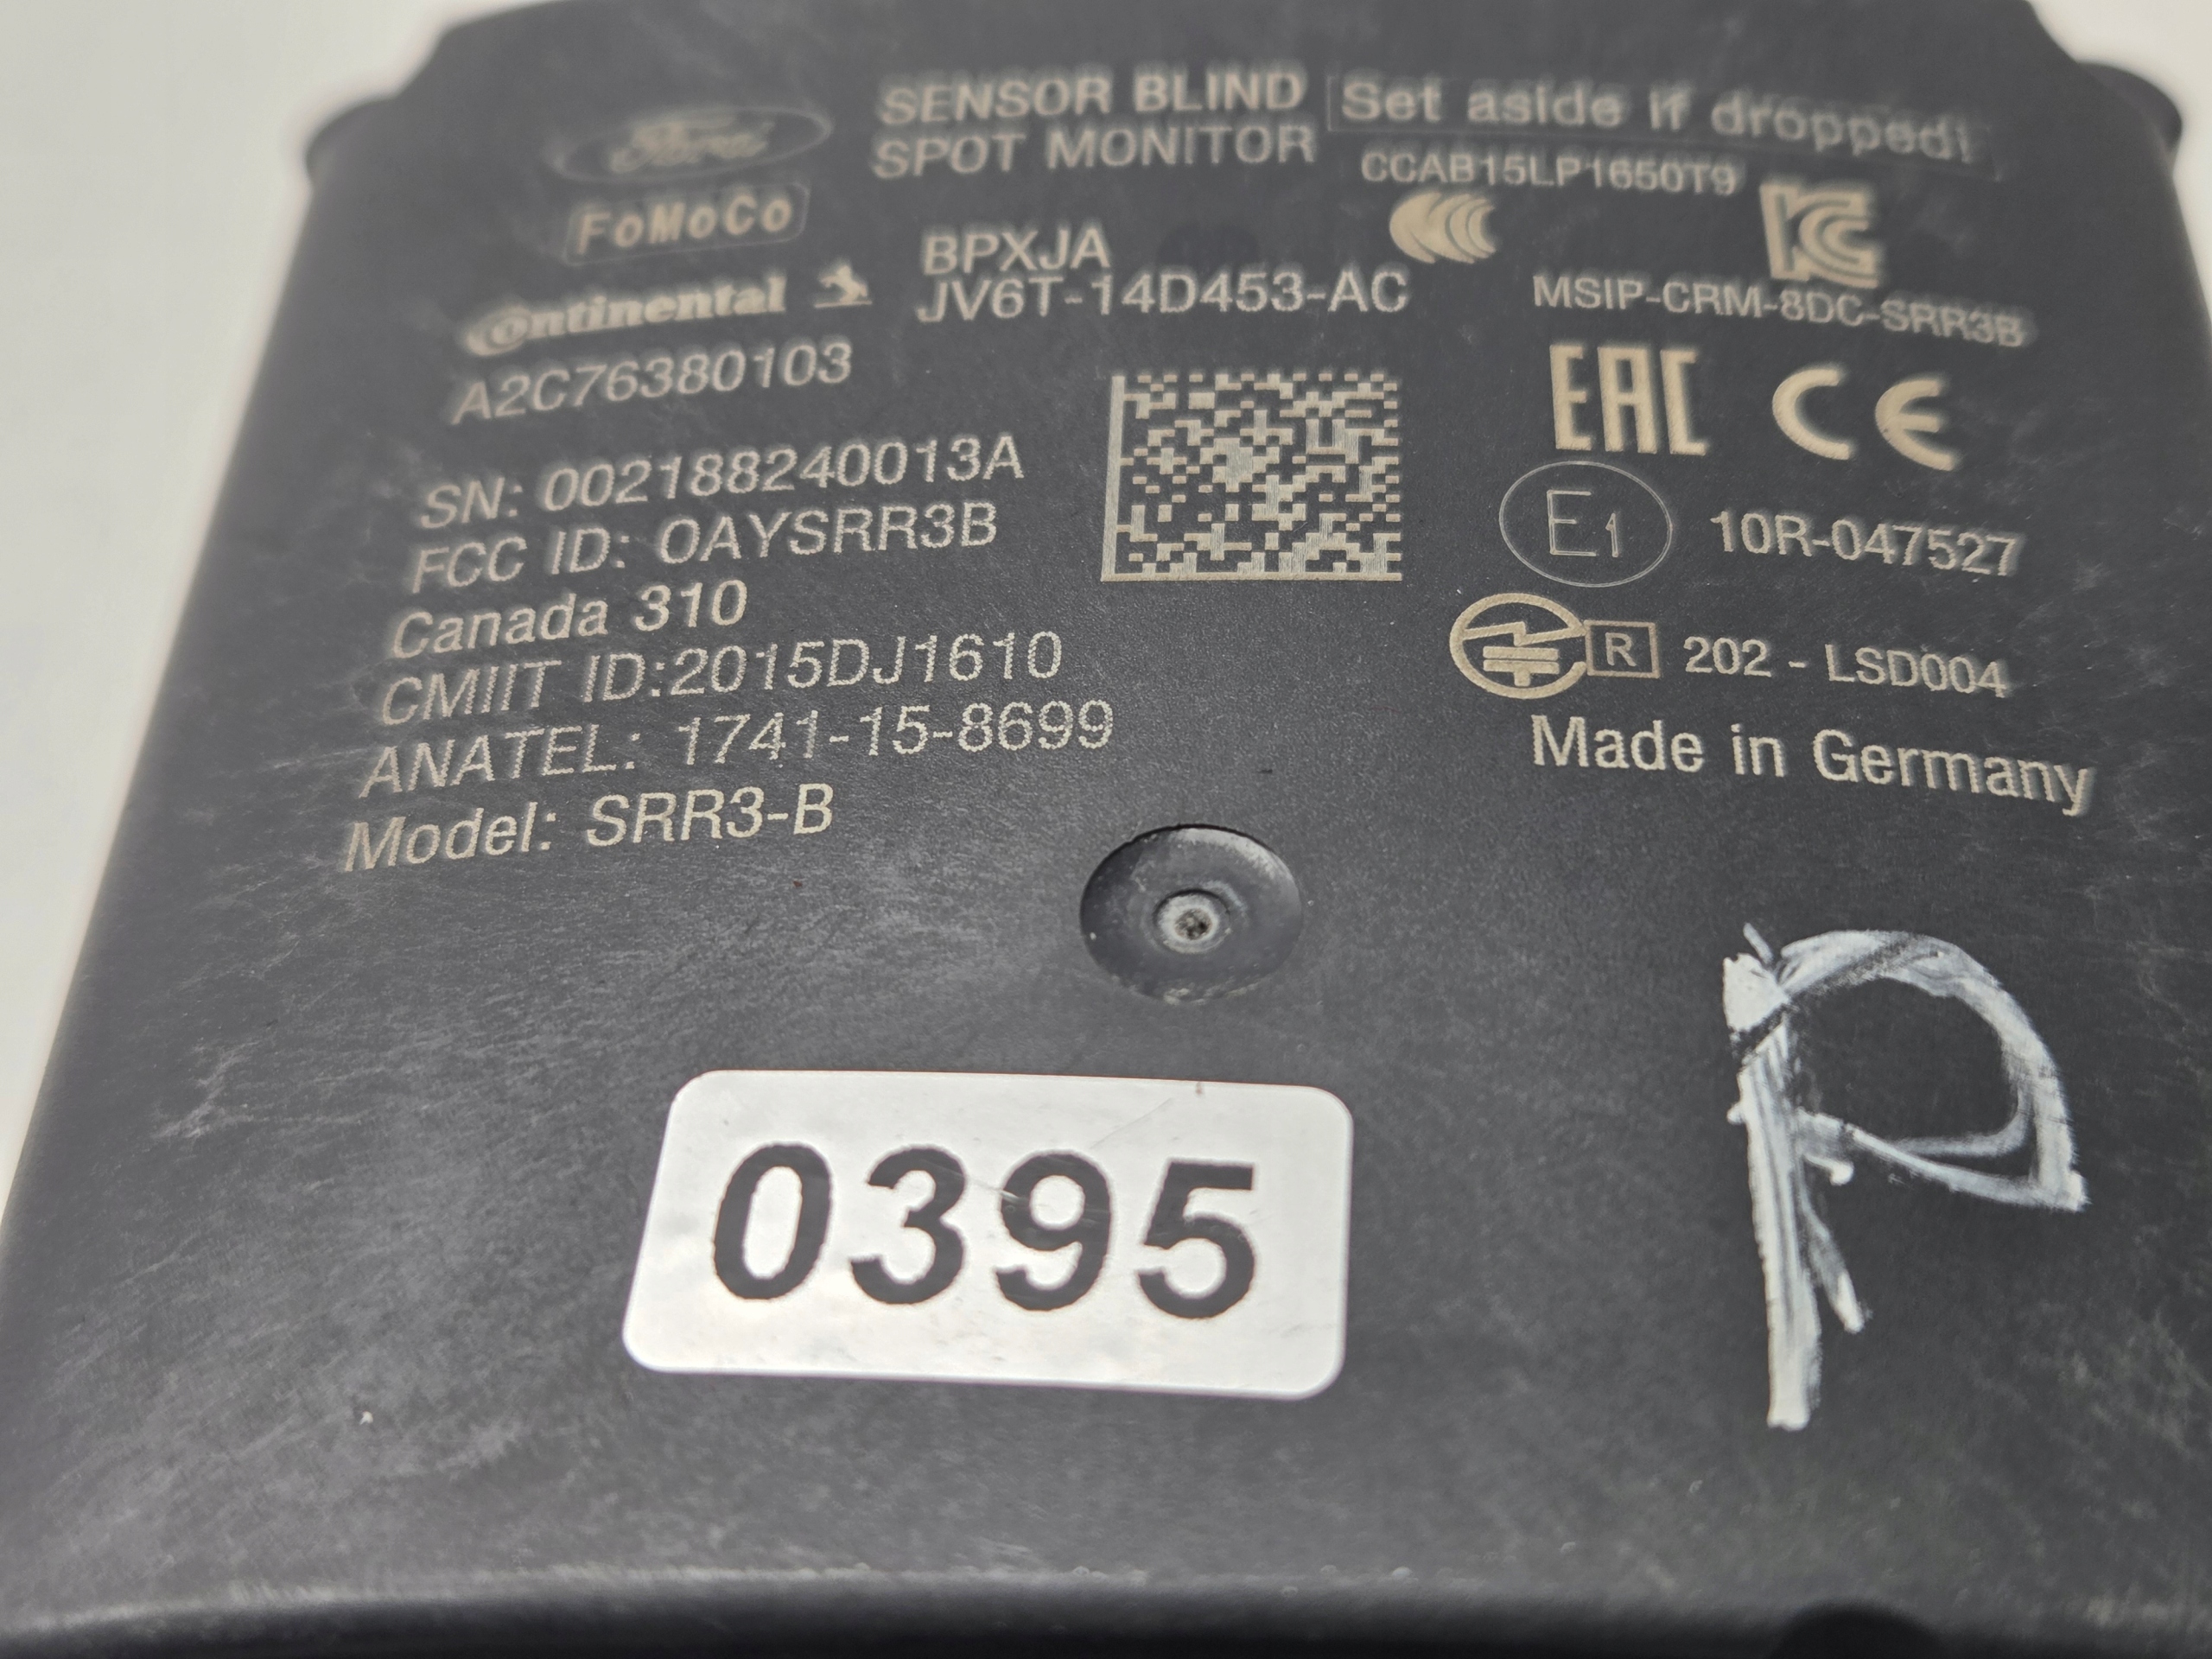 Ford
SENSOR BLIND
SPOT MONITOR
Set aside if dropped!
CCAB15LP1650T9
FoMoCo
BPXJA
JV6T-14D453-AC
MSIP-CRM-8DC-SRR3B
Continental
A2C76380103
EAC CE
SN: 002188240013A
FCC ID: OAYSRR3B
Canada 310
CMIIT ID:2015DJ1610
ANATEL: 1741-15-8699
Model: SRR3-B
E1 10R-047527
R 202 - LSD004
Made in Germany
0395
P